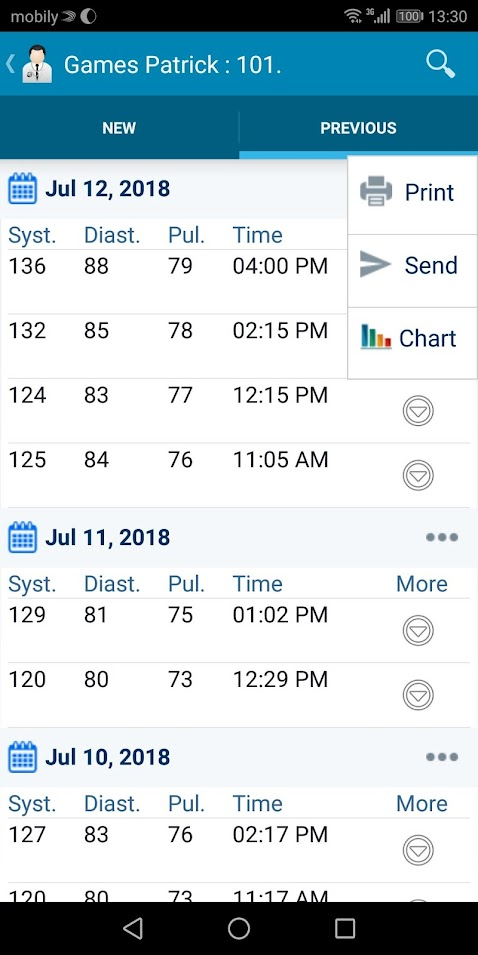 mobily 3G 100 13:30
Games Patrick : 101.
NEW PREVIOUS
Jul 12, 2018 Print
Syst. Diast. Pul. Time
136 88 79 04:00 PM Send
132 85 78 02:15 PM Chart
124 83 77 12:15 PM
125 84 76 11:05 AM
Jul 11, 2018
Syst. Diast. Pul. Time More
129 81 75 01:02 PM
120 80 73 12:29 PM
Jul 10, 2018
Syst. Diast. Pul. Time More
127 83 76 02:17 PM
120 80 73 11:17 AM